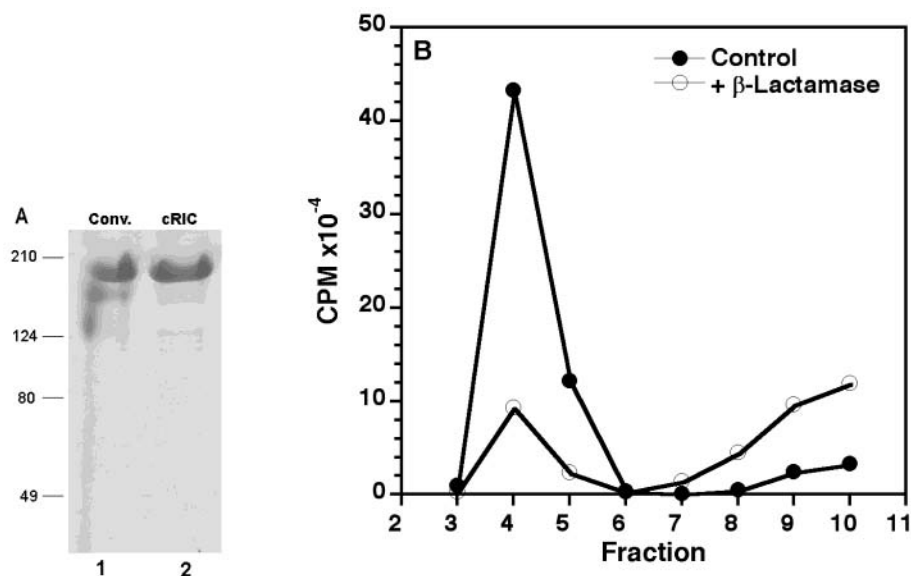 A
Conv. cRIC
210
124
80
49
1 2
B
Control
+ β-Lactamase
CPM x10-4
50
40
30
20
10
0
2 3 4 5 6 7 8 9 10 11
Fraction